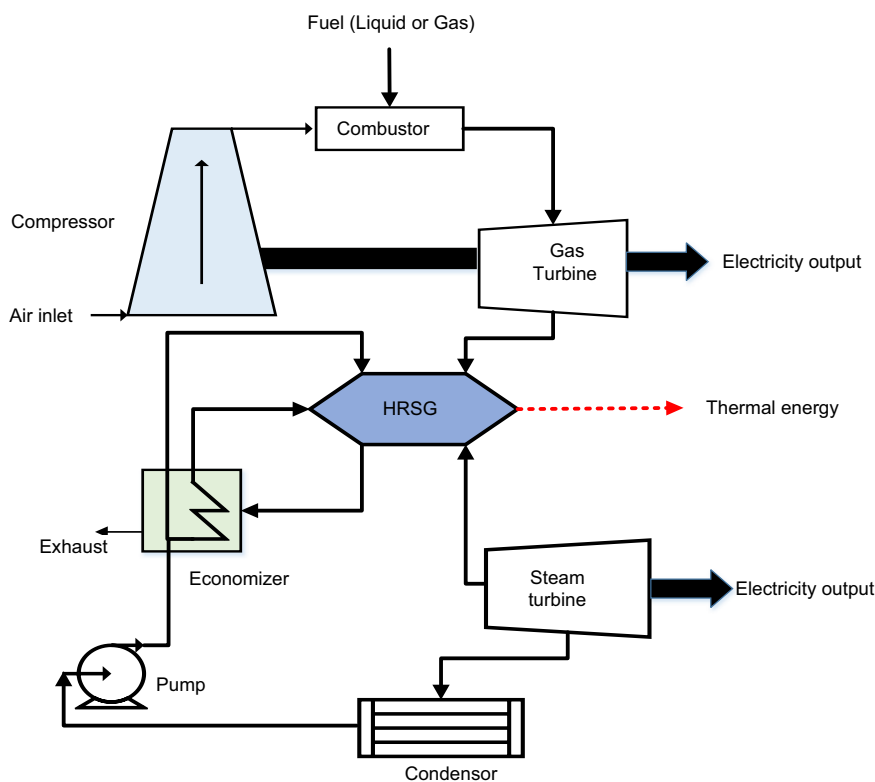 Fuel (Liquid or Gas)
Combustor
Compressor
Gas
Turbine
Electricity output
Air inlet
HRSG
Thermal energy
Exhaust
Economizer
Steam
turbine
Electricity output
Pump
Condensor